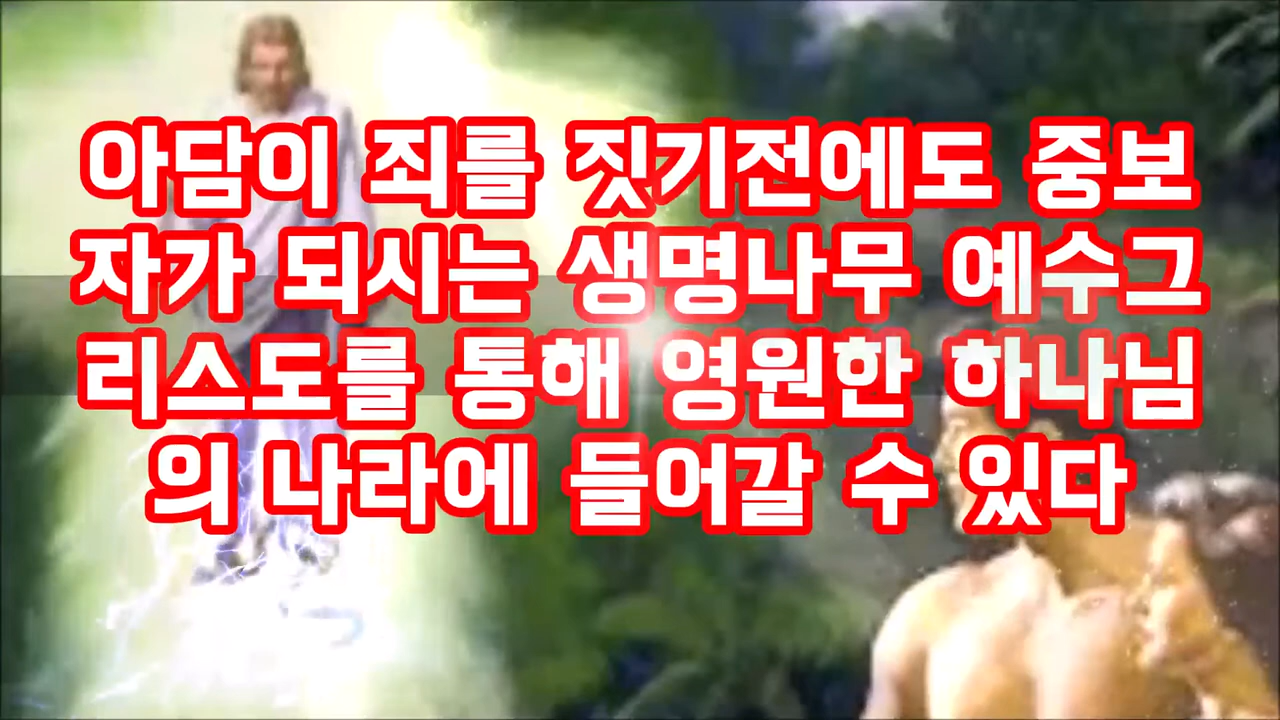 아담이 죄를 짓기전에도 중보
자가 되시는 생명나무 예수그
리스도를 통해 영원한 하나님
의 나라에 들어갈 수 있다